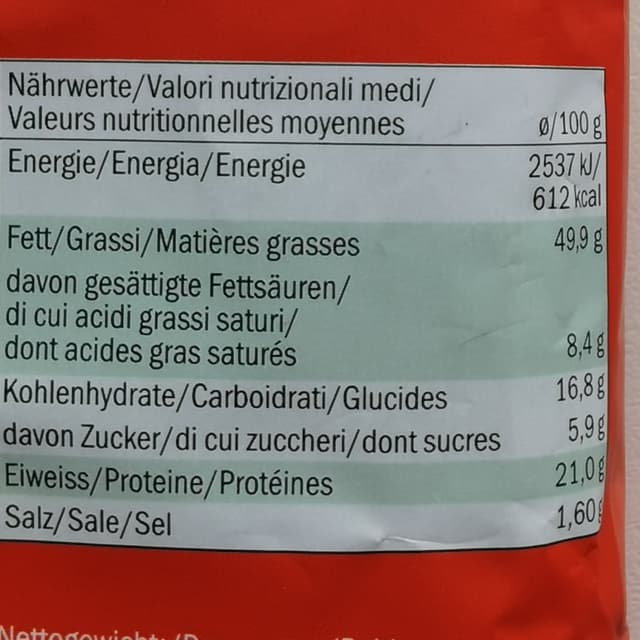 Nährwerte/Valori nutrizionali medi/
Valeurs nutritionnelles moyennes ø/100 g
Energie/Energia/Energie 2537 kJ/
612 kcal
Fett/Grassi/Matières grasses 49,9 g
davon gesättigte Fettsäuren/
di cui acidi grassi saturi/
dont acides gras saturés 8,4 g
Kohlenhydrate/Carboidrati/Glucides 16,8 g
davon Zucker/di cui zuccheri/dont sucres 5,9 g
Eiweiss/Proteine/Protéines 21,0 g
Salz/Sale/Sel 1,60 g